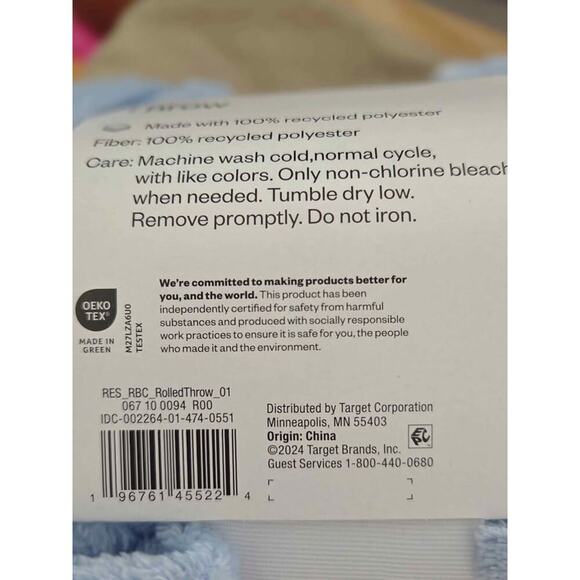 Throw
Made with 100% recycled polyester
Fiber: 100% recycled polyester
Care: Machine wash cold,normal cycle,
with like colors. Only non-chlorine bleach
when needed. Tumble dry low.
Remove promptly. Do not iron.
We're committed to making products better for
you, and the world. This product has been
independently certified for safety from harmful
substances and produced with socially responsible
work practices to ensure it is safe for you, the people
who made it and the environment.
OEKO
TEX®
MADE IN
GREEN
M27LZA6U0
TESTEX
RES_RBC_RolledThrow_01
067 10 0094 R00
IDC-002264-01-474-0551
1 96761 45522 4
Distributed by Target Corporation
Minneapolis, MN 55403
Origin: China
©2024 Target Brands, Inc.
Guest Services 1-800-440-0680